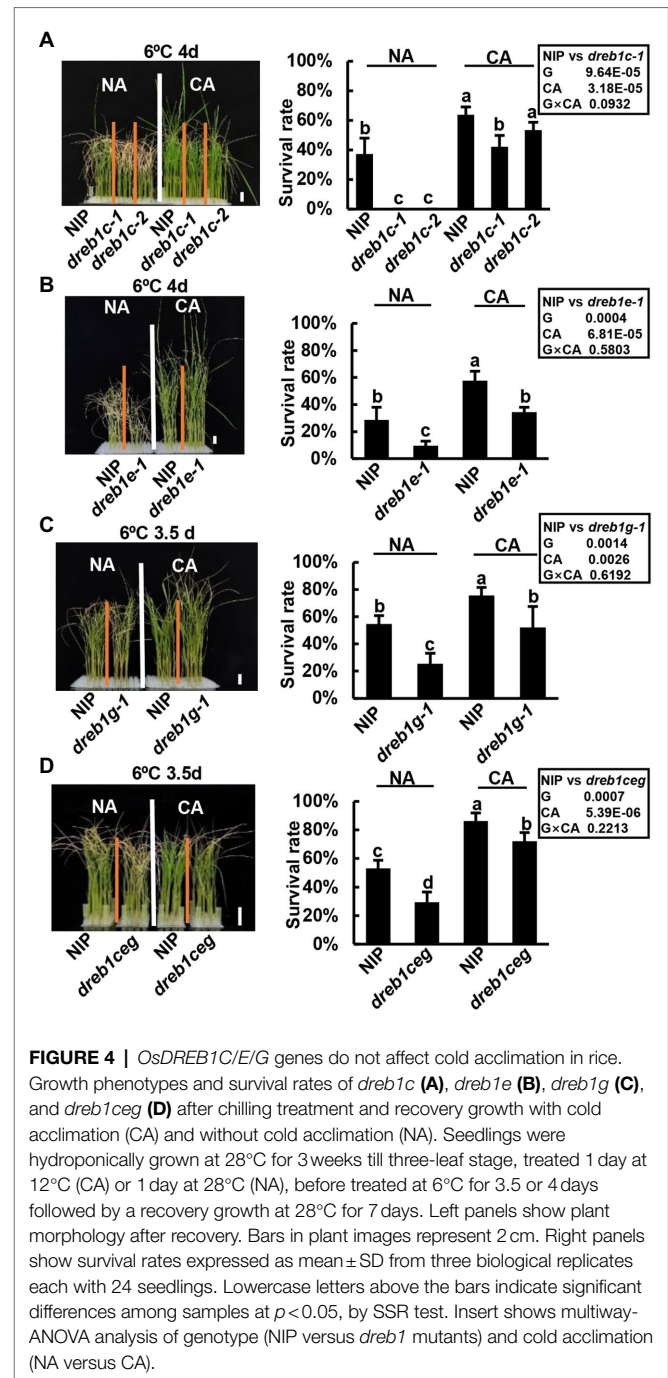 A
6ºC 4d
NA CA
NIP
dreb1c-1
dreb1c-2
NIP
dreb1c-1
dreb1c-2
Survival rate
100%
80%
60%
40%
20%
0%
NA CA
b
c
c
a
b
a
NIP
dreb1c-1
dreb1c-2
NIP
dreb1c-1
dreb1c-2
NIP vs dreb1c-1
G 9.64E-05
CA 3.18E-05
G×CA 0.0932
B
6ºC 4d
NA CA
NIP
dreb1e-1
NIP
dreb1e-1
Survival rate
100%
80%
60%
40%
20%
0%
NA CA
b
c
a
b
NIP
dreb1e-1
NIP
dreb1e-1
NIP vs dreb1e-1
G 0.0004
CA 6.81E-05
G×CA 0.5803
C
6ºC 3.5 d
NA CA
NIP
dreb1g-1
NIP
dreb1g-1
Survival rate
100%
80%
60%
40%
20%
0%
NA CA
b
c
a
b
NIP
dreb1g-1
NIP
dreb1g-1
NIP vs dreb1g-1
G 0.0014
CA 0.0026
G×CA 0.6192
D
6ºC 3.5d
NA CA
NIP
dreb1ceg
NIP
dreb1ceg
Survival rate
100%
80%
60%
40%
20%
0%
NA CA
c
d
a
b
NIP
dreb1ceg
NIP
dreb1ceg
NIP vs dreb1ceg
G 0.0007
CA 5.39E-06
G×CA 0.2213
FIGURE 4 | OsDREB1C/E/G genes do not affect cold acclimation in rice.
Growth phenotypes and survival rates of dreb1c (A), dreb1e (B), dreb1g (C),
and dreb1ceg (D) after chilling treatment and recovery growth with cold
acclimation (CA) and without cold acclimation (NA). Seedlings were
hydroponically grown at 28°C for 3 weeks till three-leaf stage, treated 1 day at
12°C (CA) or 1 day at 28°C (NA), before treated at 6°C for 3.5 or 4 days
followed by a recovery growth at 28°C for 7 days. Left panels show plant
morphology after recovery. Bars in plant images represent 2 cm. Right panels
show survival rates expressed as mean ± SD from three biological replicates
each with 24 seedlings. Lowercase letters above the bars indicate significant
differences among samples at p < 0.05, by SSR test. Insert shows multiway-
ANOVA analysis of genotype (NIP versus dreb1 mutants) and cold acclimation
(NA versus CA).